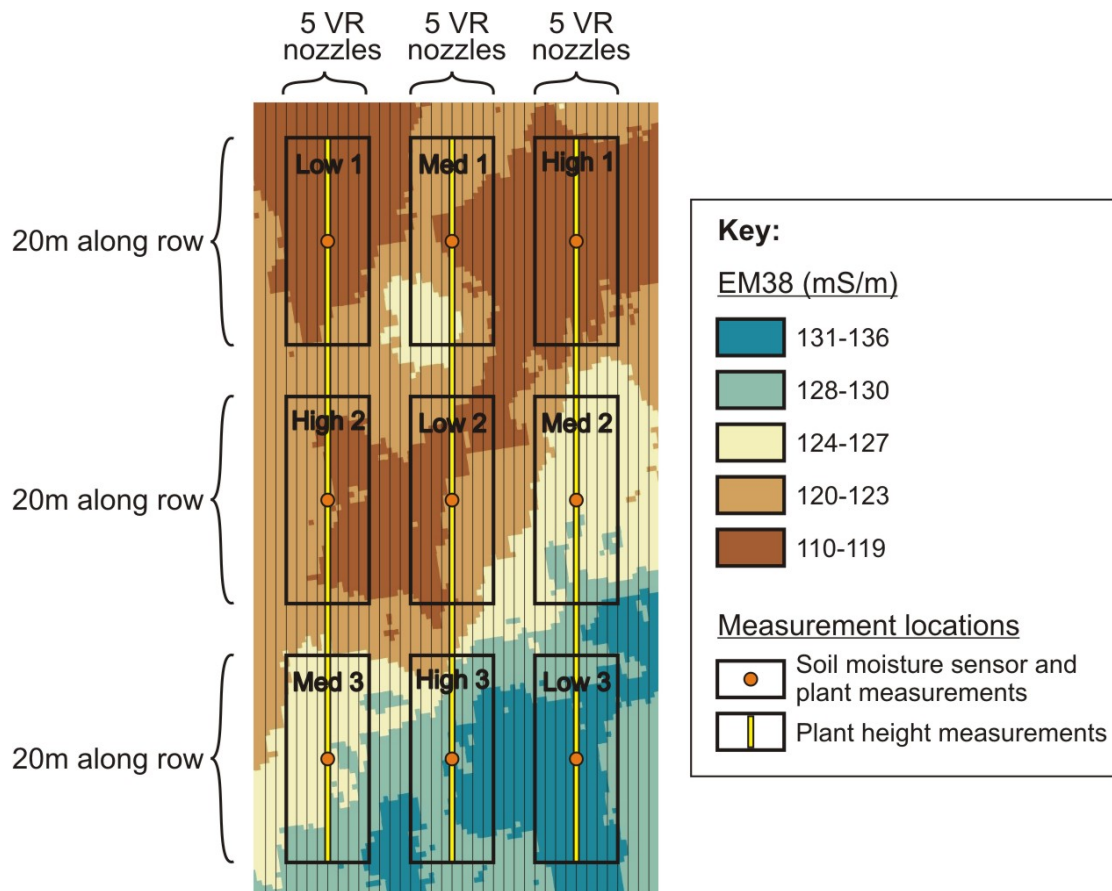 5 VR
nozzles
5 VR
nozzles
5 VR
nozzles
20m along row
Low 1
Med 1
High 1
20m along row
High 2
Low 2
Med 2
20m along row
Med 3
High 3
Low 3
Key:
EM38 (mS/m)
131-136
128-130
124-127
120-123
110-119
Measurement locations
Soil moisture sensor and
plant measurements
Plant height measurements